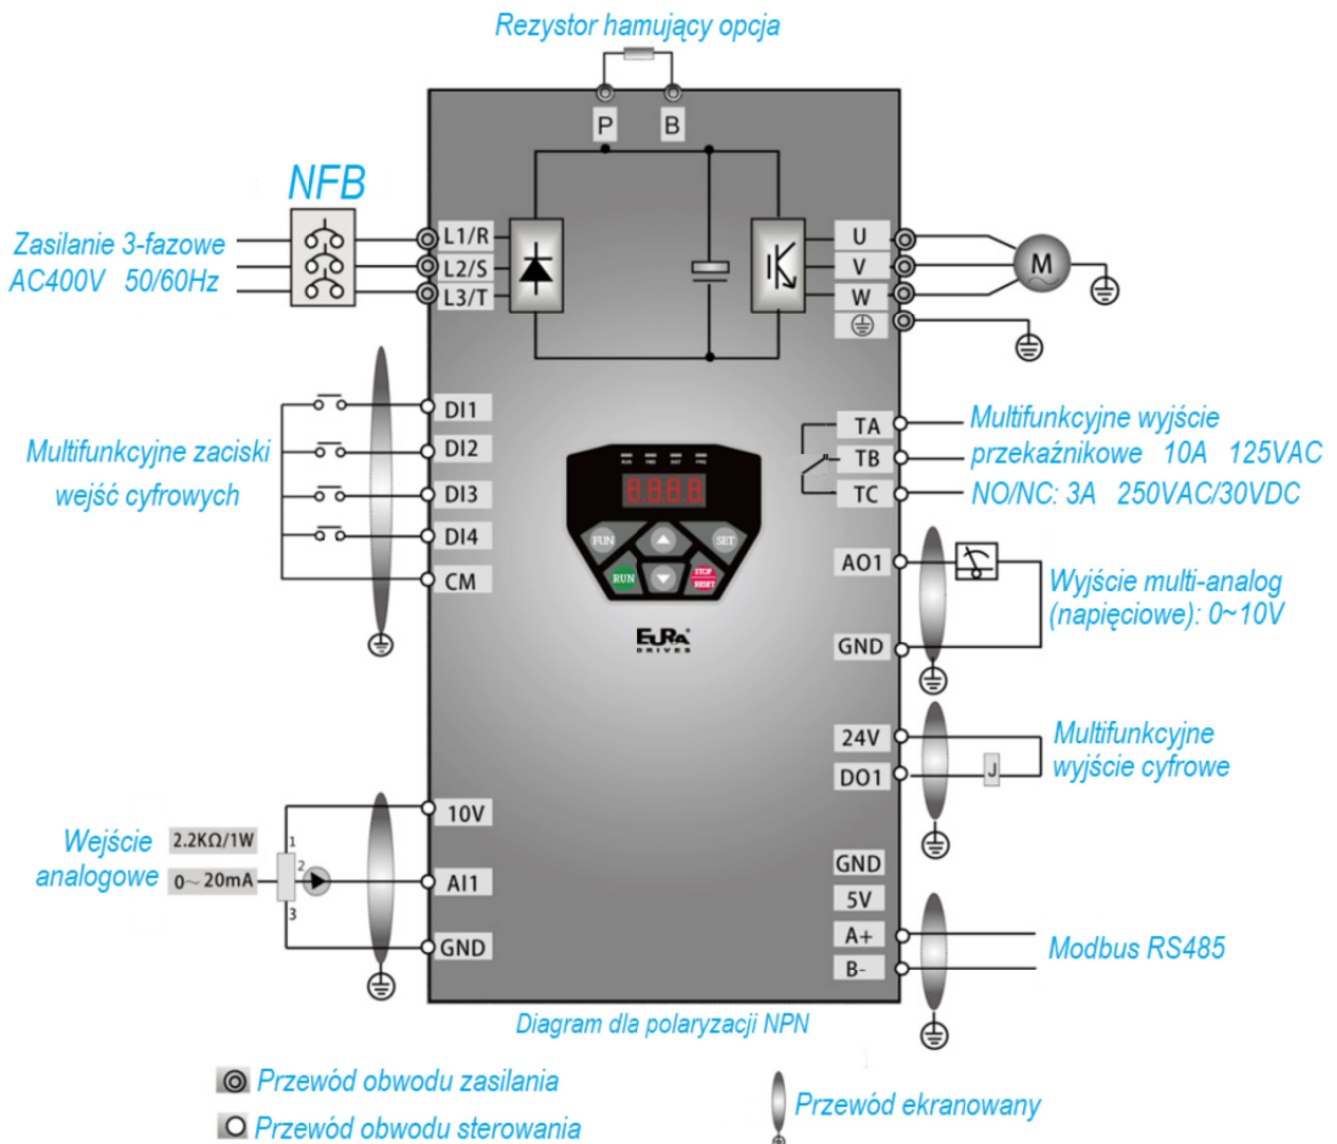 Rezystor hamujący opcja
P B
NFB
Zasilanie 3-fazowe
AC400V 50/60Hz
L1/R
L2/S
L3/T
U
V
W
M
Multifunkcyjne zaciski
wejść cyfrowych
DI1
DI2
DI3
DI4
CM
TA
TB
TC
Multifunkcyjne wyjście
przekaźnikowe 10A 125VAC
NO/NC: 3A 250VAC/30VDC
FUN
SET
RUN
STOP
RESET
EURA
DRIVES
AO1
GND
Wyjście multi-analog
(napięciowe): 0~10V
24V
DO1
J
Multifunkcyjne
wyjście cyfrowe
Wejście
analogowe
2.2KΩ/1W
0~20mA
1
2
3
10V
AI1
GND
GND
5V
A+
B-
Modbus RS485
Diagram dla polaryzacji NPN
Przewód obwodu zasilania
Przewód obwodu sterowania
Przewód ekranowany